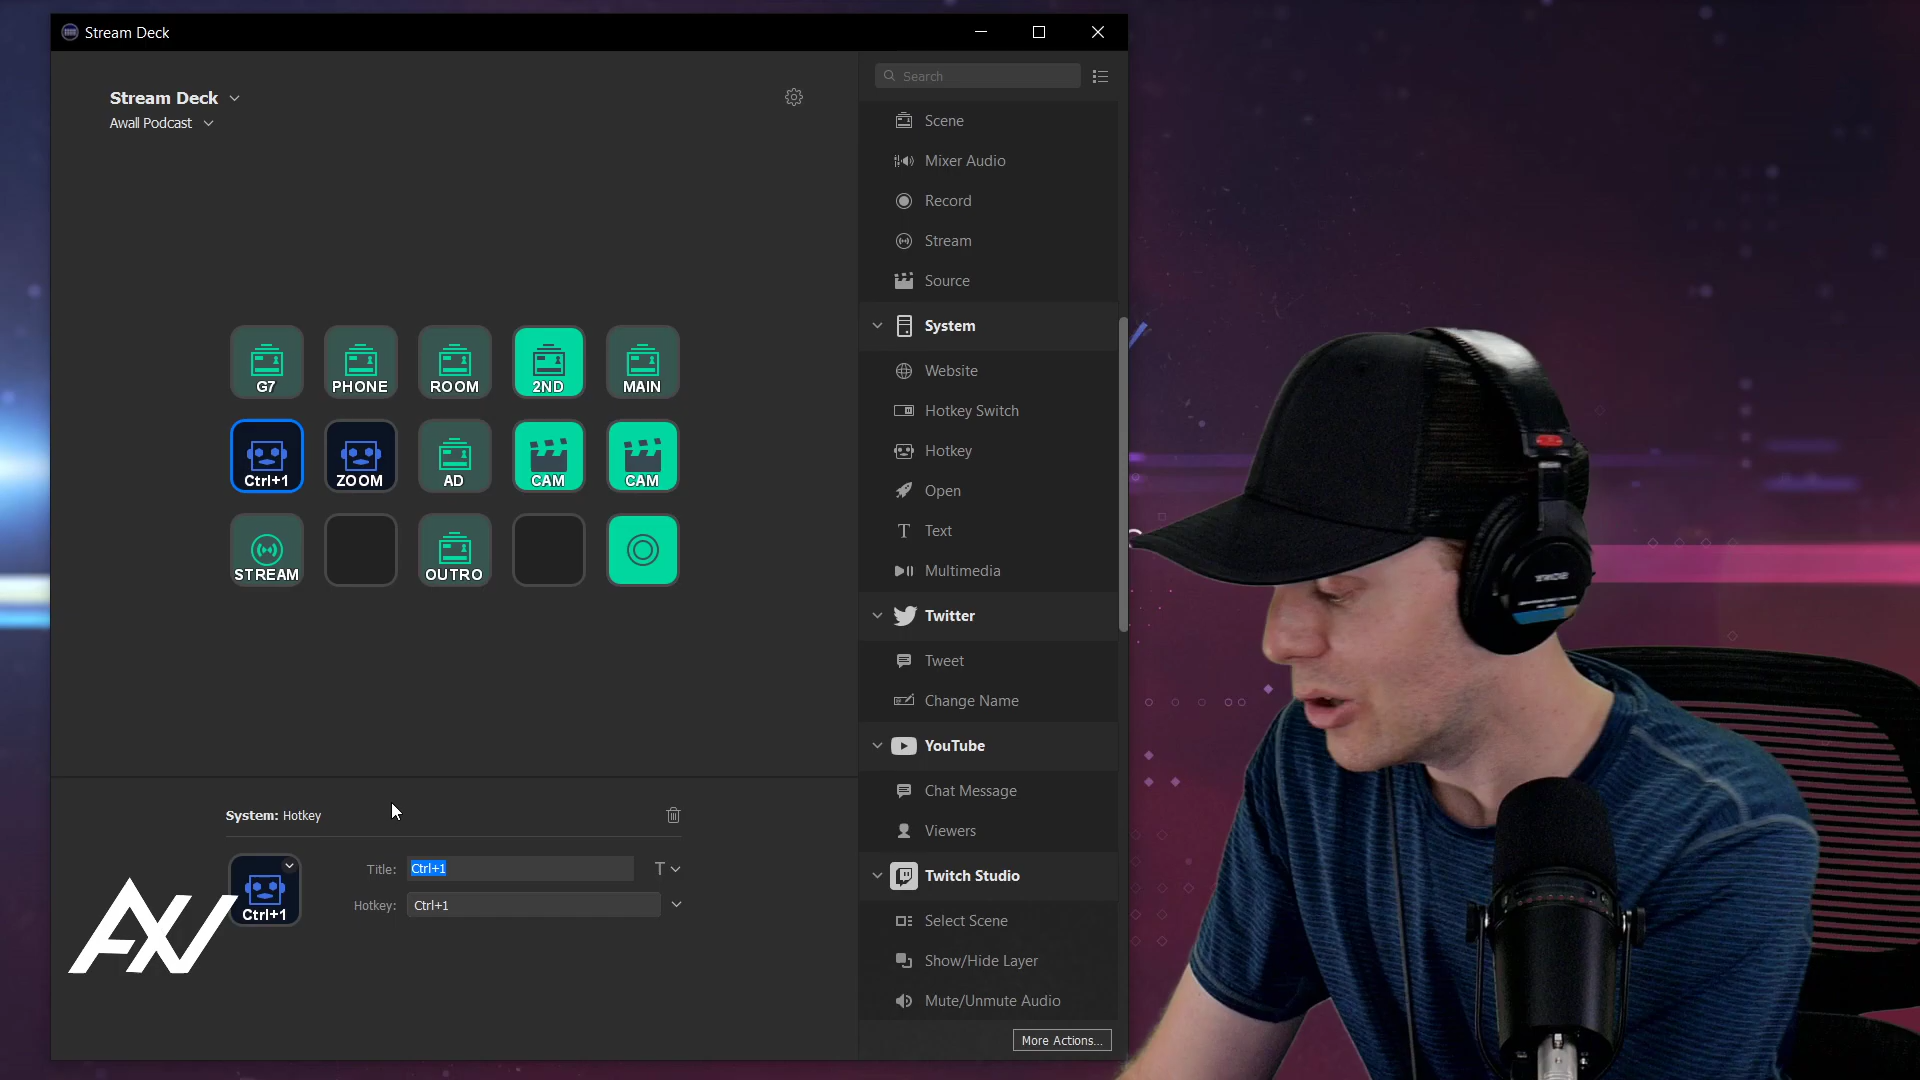 Stream Deck
Stream Deck
Awall Podcast
Search
Scene
Mixer Audio
Record
Stream
Source
System
Website
Hotkey Switch
Hotkey
Open
Text
Multimedia
Twitter
Tweet
Change Name
YouTube
Chat Message
Viewers
Twitch Studio
Select Scene
Show/Hide Layer
Mute/Unmute Audio
More Actions...
G7
PHONE
ROOM
2ND
MAIN
Ctrl+1
ZOOM
AD
CAM
CAM
STREAM
OUTRO
System: Hotkey
Title: Ctrl+1
T
Hotkey: Ctrl+1
Ctrl+1
AW
SONY